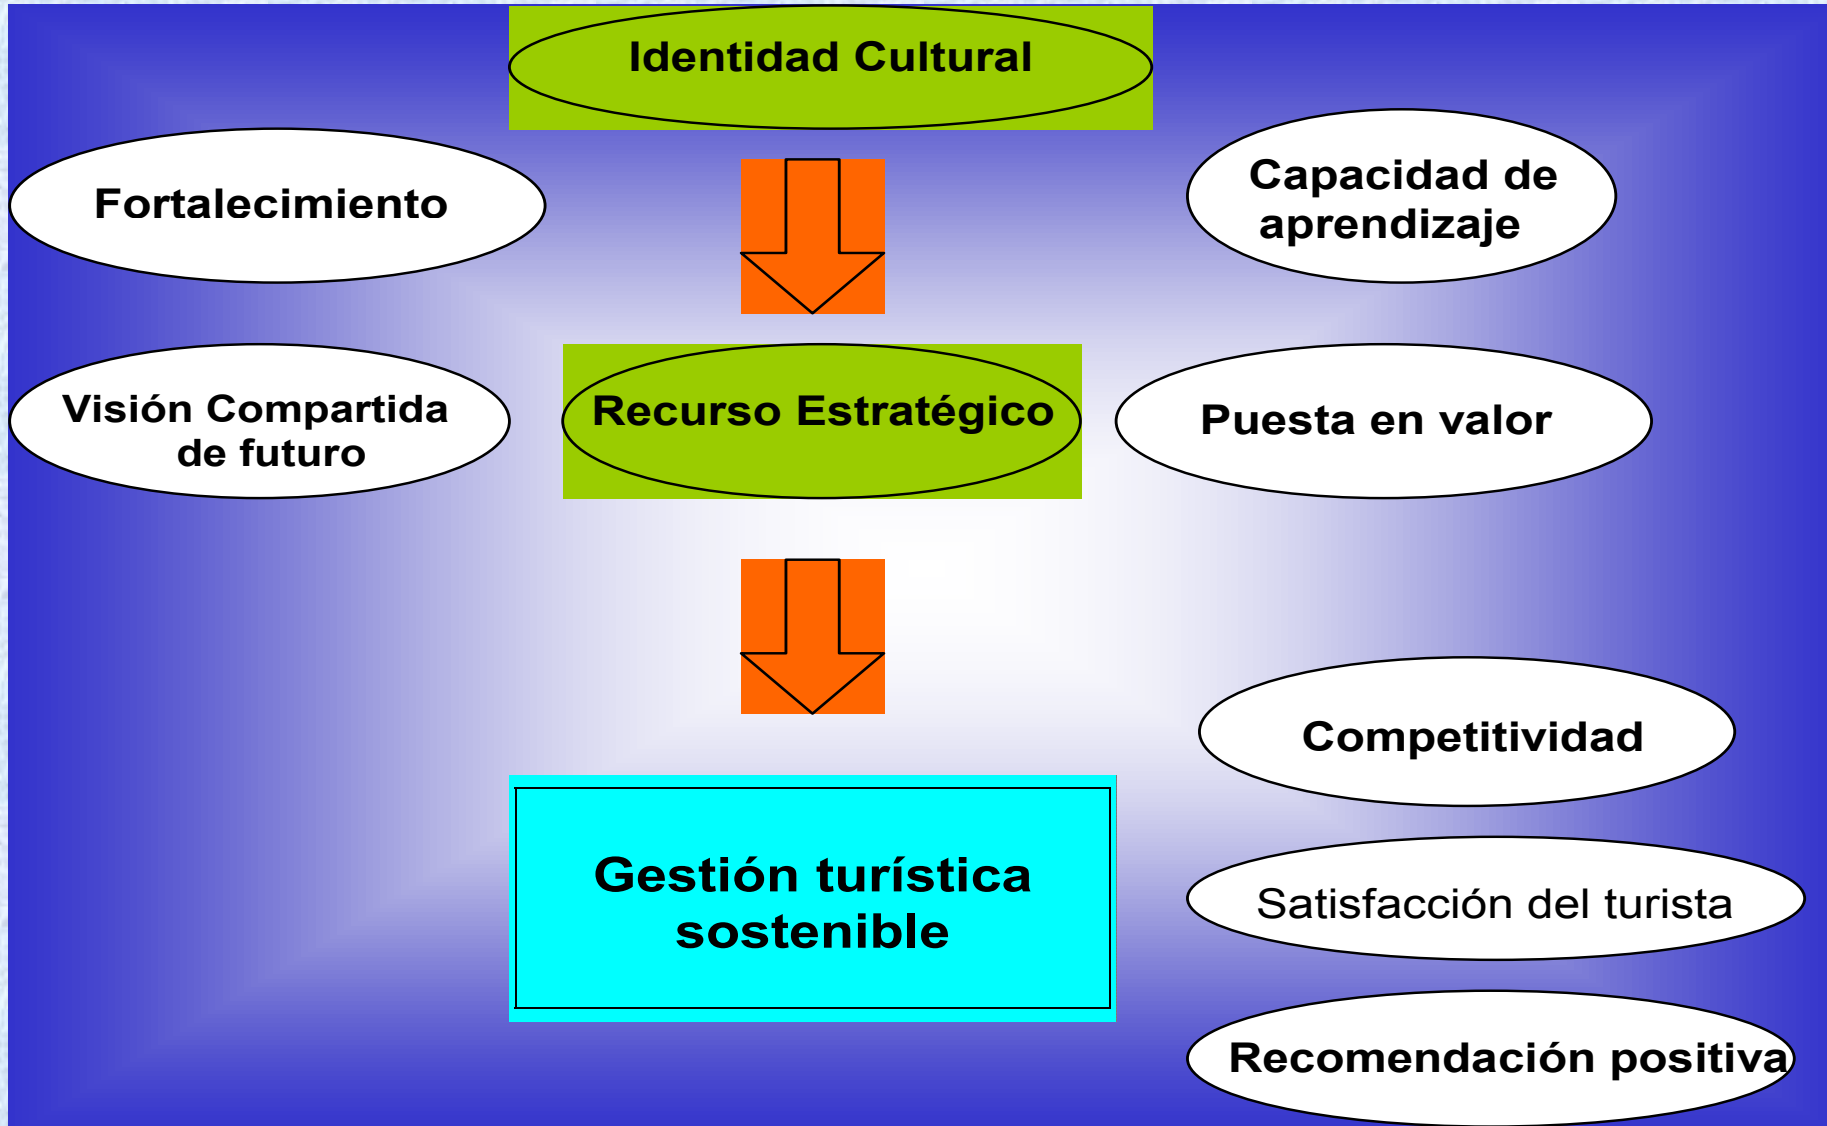 Identidad Cultural
Fortalecimiento
Capacidad de
aprendizaje
Visión Compartida
de futuro
Recurso Estratégico
Puesta en valor
Competitividad
Gestión turística
sostenible
Satisfacción del turista
Recomendación positiva